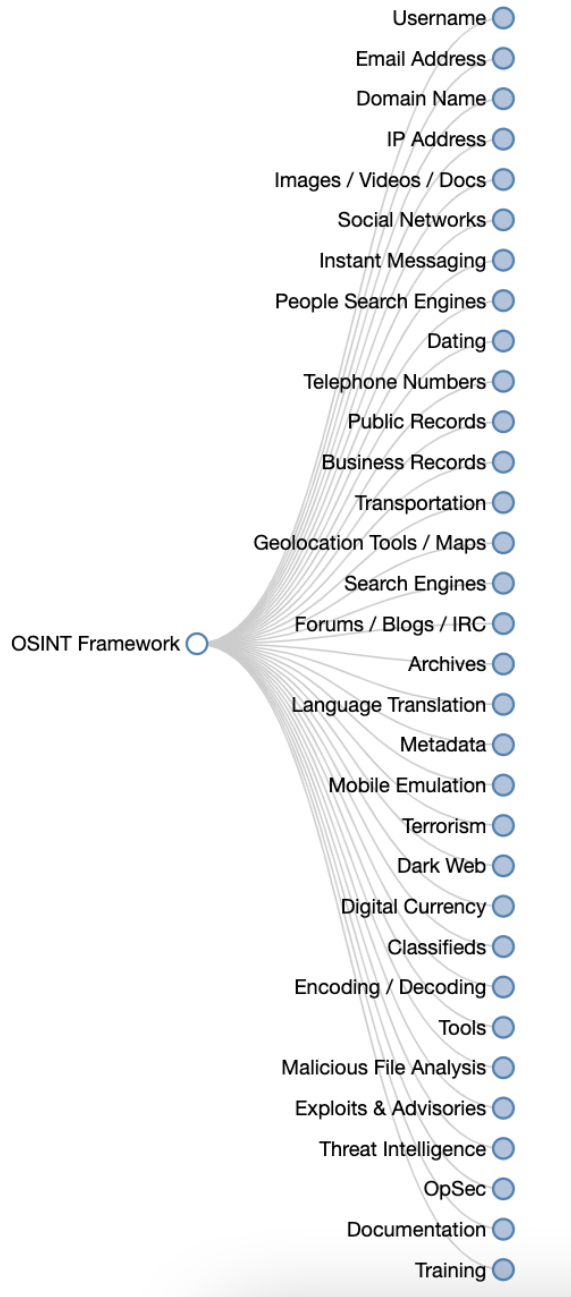 Username
Email Address
Domain Name
IP Address
Images / Videos / Docs
Social Networks
Instant Messaging
People Search Engines
Dating
Telephone Numbers
Public Records
Business Records
Transportation
Geolocation Tools / Maps
Search Engines
Forums / Blogs / IRC
OSINT Framework
Archives
Language Translation
Metadata
Mobile Emulation
Terrorism
Dark Web
Digital Currency
Classifieds
Encoding / Decoding
Tools
Malicious File Analysis
Exploits & Advisories
Threat Intelligence
OpSec
Documentation
Training